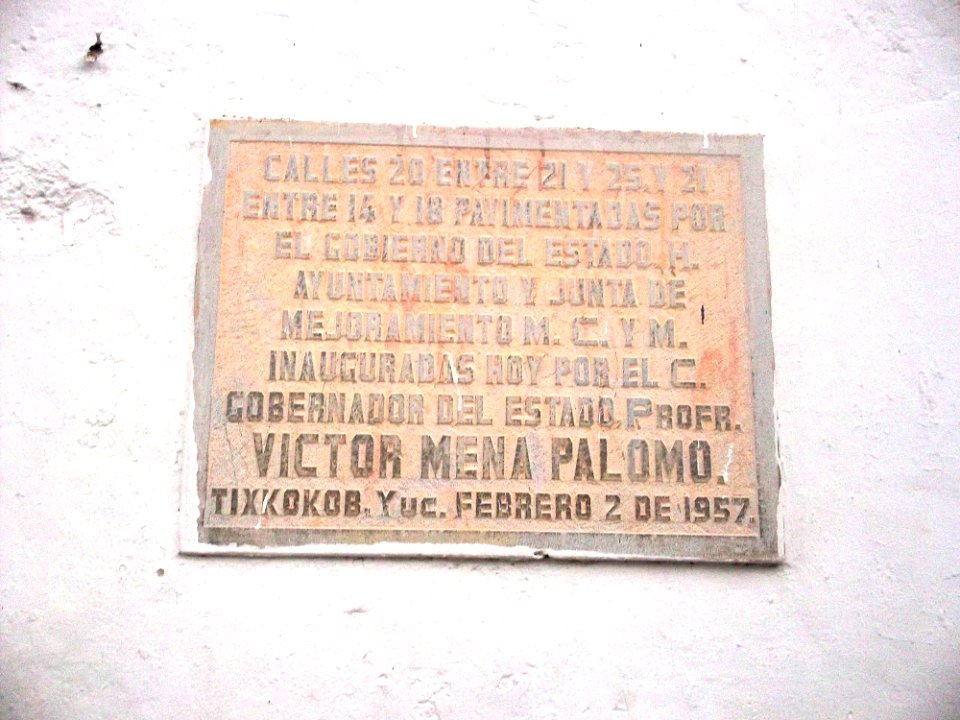 CALLES 20 ENTRE 21 Y 25. Y 21
ENTRE 14 Y 18 PAVIMENTADAS POR
EL GOBIERNO DEL ESTADO, H.
AYUNTAMIENTO Y JUNTA DE
MEJORAMIENTO M. C. Y M.
INAUGURADAS HOY POR EL C.
GOBERNADOR DEL ESTADO, PROFR.
VICTOR MENA PALOMO.
TIXKOKOB. YUC. FEBRERO 2 DE 1957.